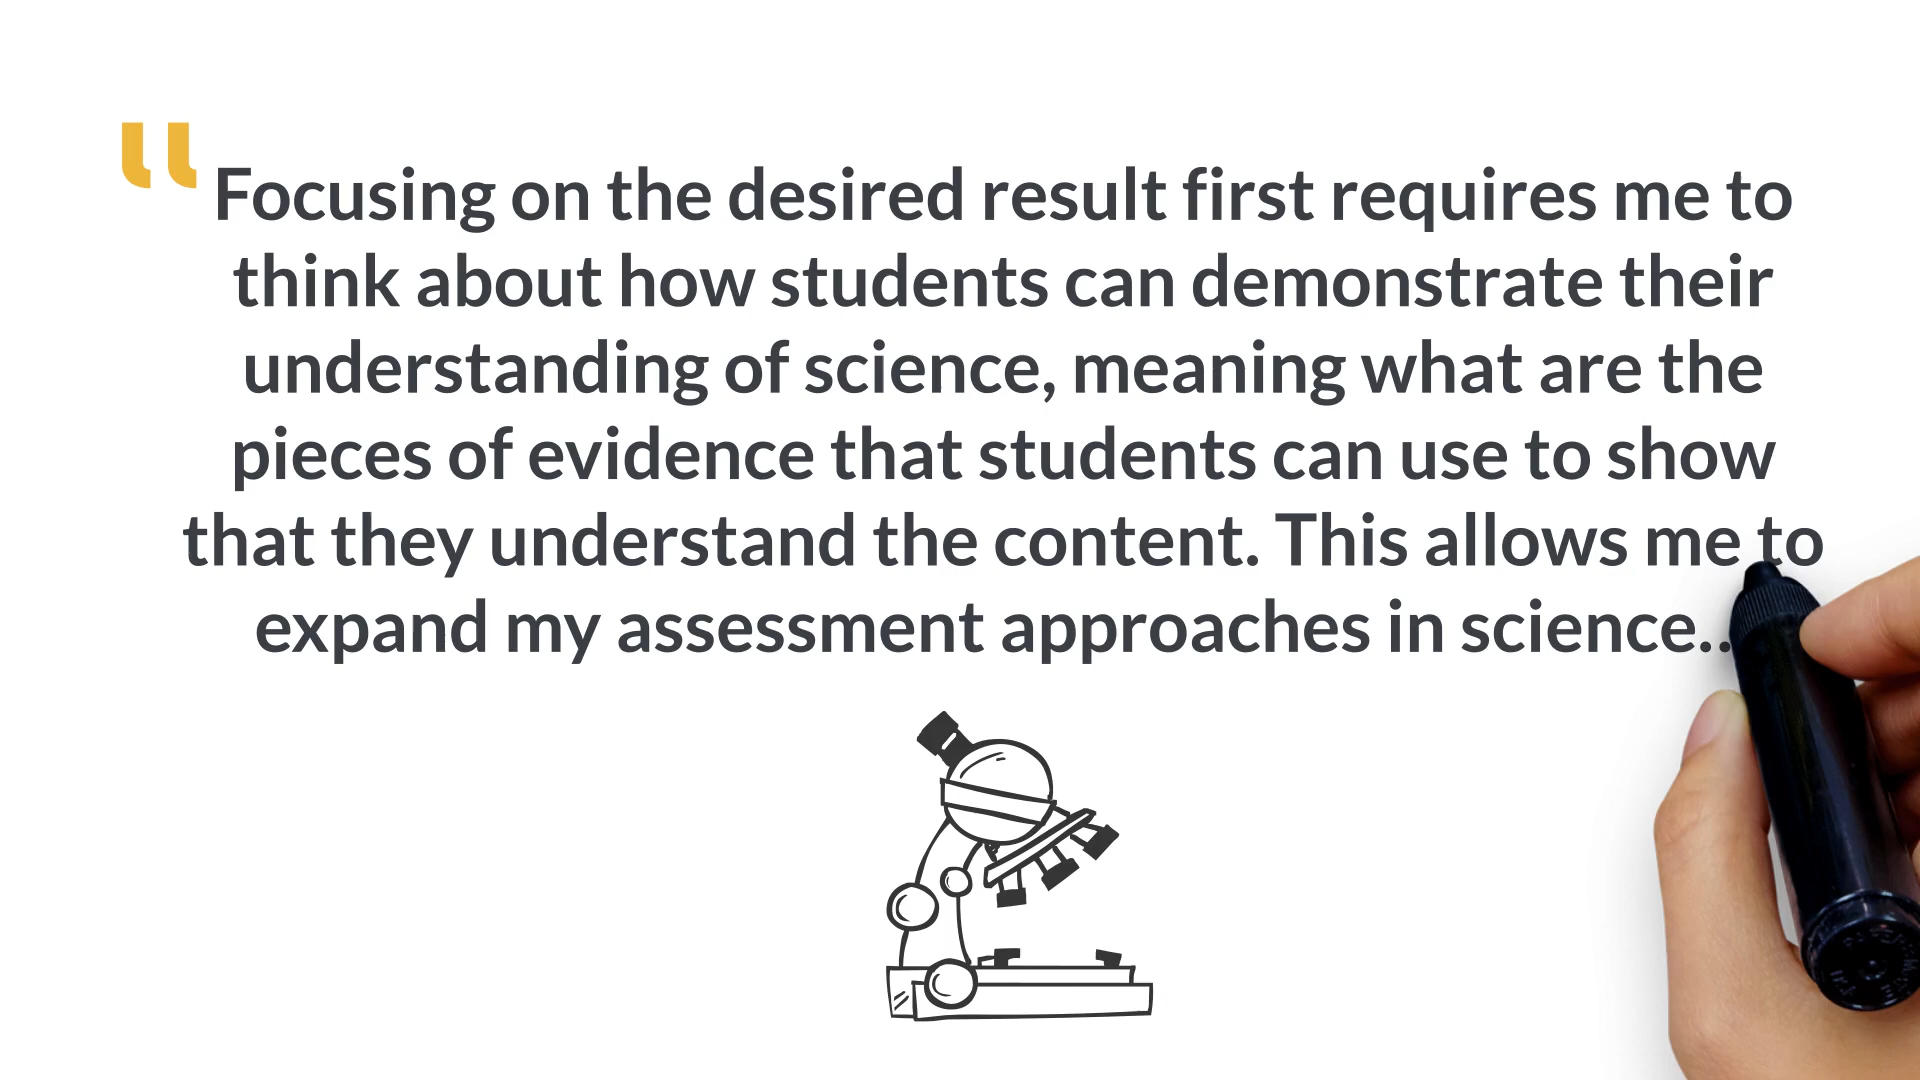 “Focusing on the desired result first requires me to
think about how students can demonstrate their
understanding of science, meaning what are the
pieces of evidence that students can use to show
that they understand the content. This allows me to
expand my assessment approaches in science..